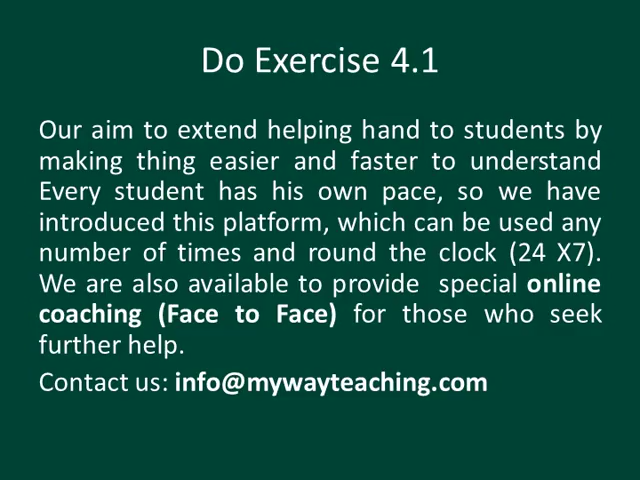 Do Exercise 4.1
Our aim to extend helping hand to students by
making thing easier and faster to understand
Every student has his own pace, so we have
introduced this platform, which can be used any
number of times and round the clock (24 X7).
We are also available to provide special online
coaching (Face to Face) for those who seek
further help.
Contact us: info@mywayteaching.com